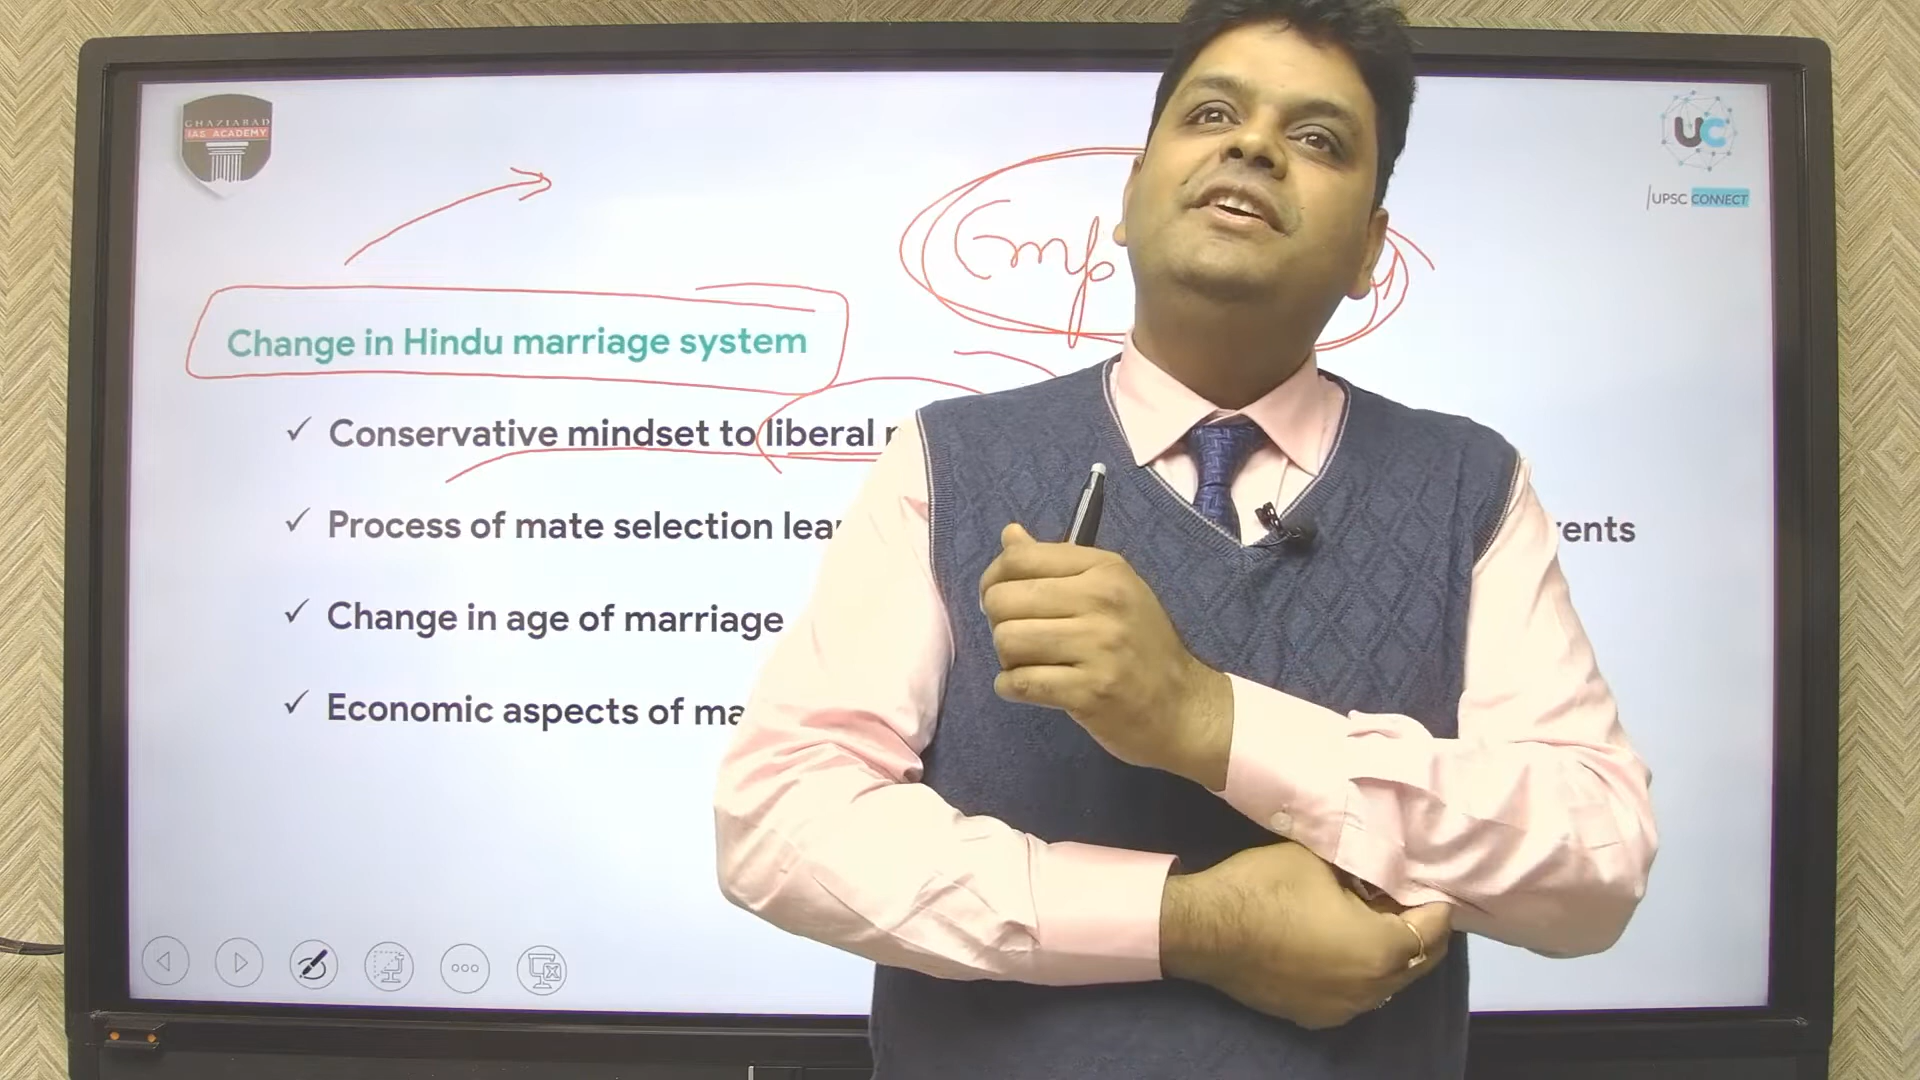 GHAZIABAD
IAS ACADEMY
UC
UPSC CONNECT
Emp
Change in Hindu marriage system
✓ Conservative mindset to liberal
✓ Process of mate selection
✓ Change in age of marriage
✓ Economic aspects of